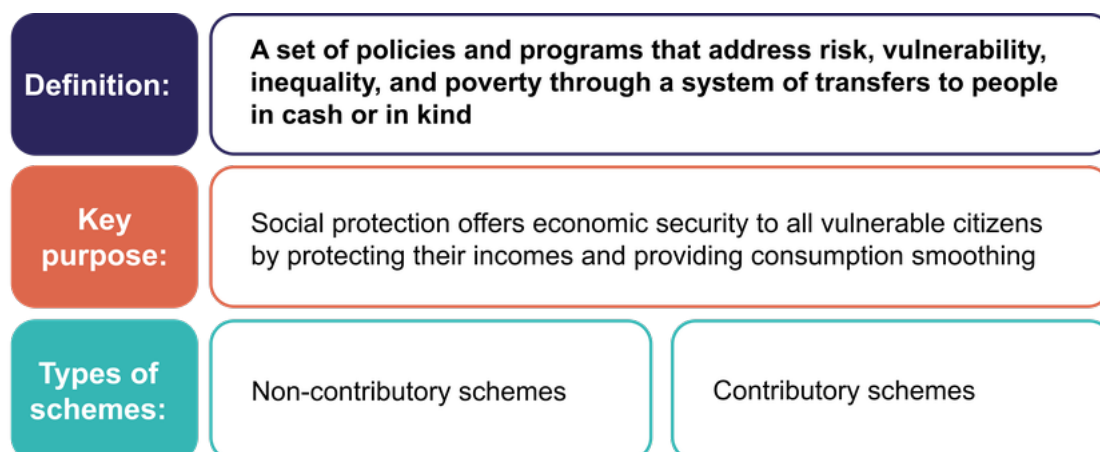 Definition:
A set of policies and programs that address risk, vulnerability,
inequality, and poverty through a system of transfers to people
in cash or in kind
Key
purpose:
Social protection offers economic security to all vulnerable citizens
by protecting their incomes and providing consumption smoothing
Types of
schemes:
Non-contributory schemes
Contributory schemes